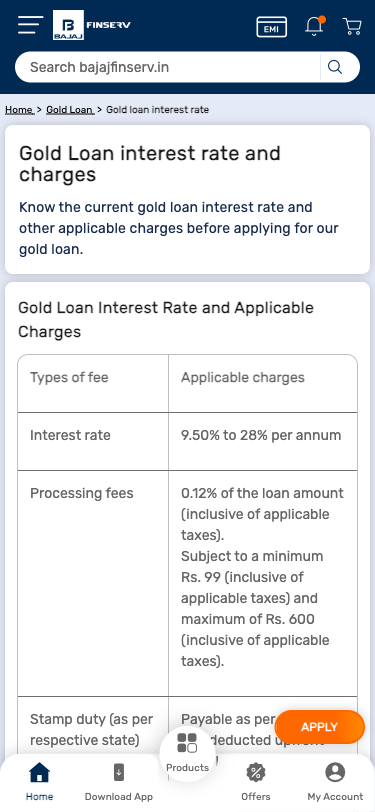 BAJAJ
FINSERV
EMI
Search bajajfinserv.in
Home > Gold Loan > Gold loan interest rate
Gold Loan interest rate and
charges
Know the current gold loan interest rate and
other applicable charges before applying for our
gold loan.
Gold Loan Interest Rate and Applicable
Charges
Types of fee
Applicable charges
Interest rate
9.50% to 28% per annum
Processing fees
0.12% of the loan amount
(inclusive of applicable
taxes).
Subject to a minimum
Rs. 99 (inclusive of
applicable taxes) and
maximum of Rs. 600
(inclusive of applicable
taxes).
Stamp duty (as per
respective state)
Payable as per
deducted upfront
APPLY
Home
Download App
Products
Offers
My Account